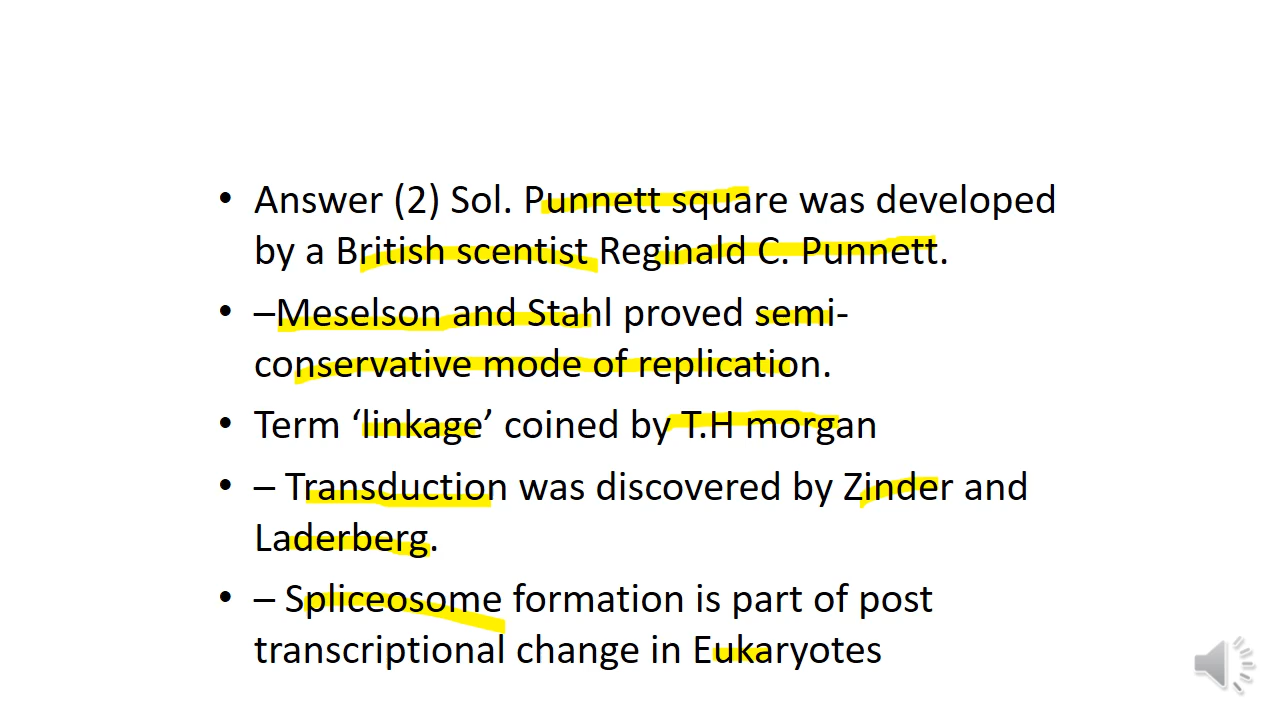 • Answer (2) Sol. Punnett square was developed
by a British scentist Reginald C. Punnett.
• –Meselson and Stahl proved semi-
conservative mode of replication.
• Term ‘linkage’ coined by T.H morgan
• – Transduction was discovered by Zinder and
Laderberg.
• – Spliceosome formation is part of post
transcriptional change in Eukaryotes